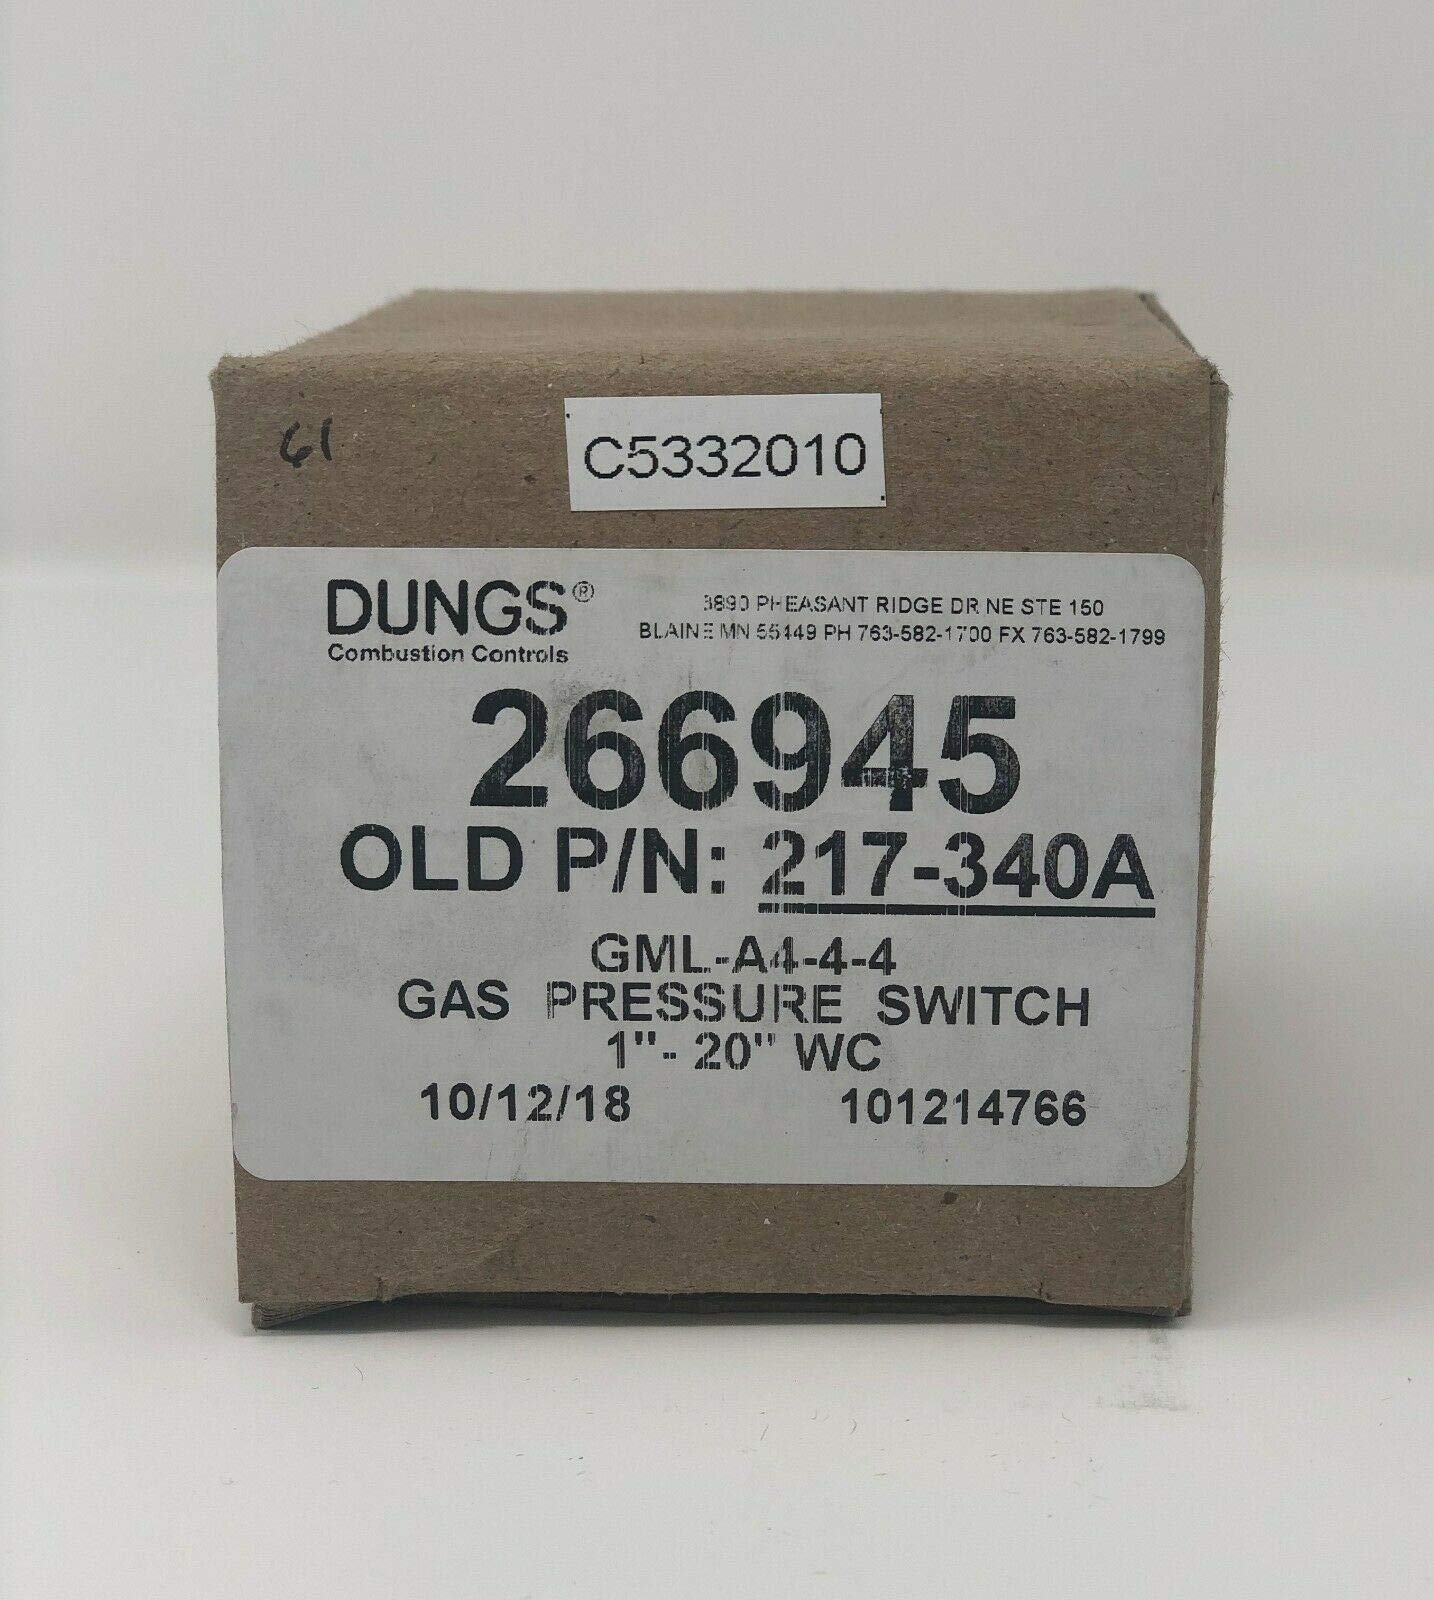 61
C5332010
DUNGS®
Combustion Controls
3890 PHEASANT RIDGE DR NE STE 150
BLAINE MN 55449 PH 763-582-1700 FX 763-582-1799
266945
OLD P/N: 217-340A
GML-A4-4-4
GAS PRESSURE SWITCH
1"- 20" WC
10/12/18 101214766